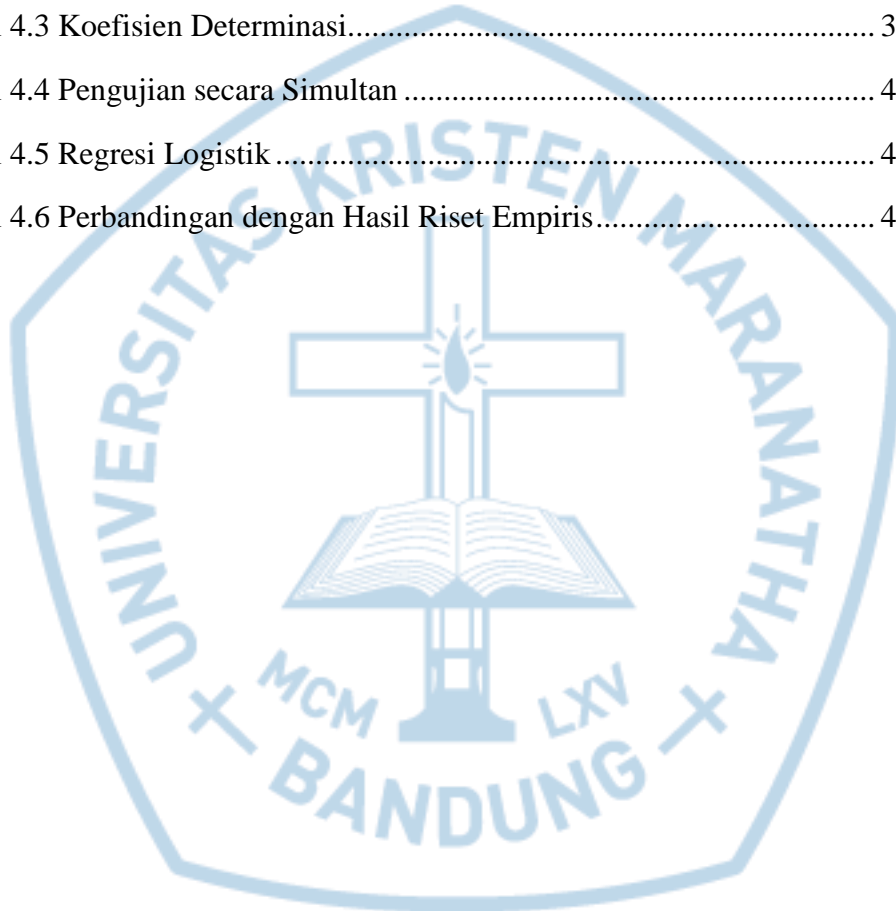 l 4.3 Koefisien Determinasi.................................................................... 3
l 4.4 Pengujian secara Simultan ............................................................. 4
l 4.5 Regresi Logistik.............................................................................. 4
l 4.6 Perbandingan dengan Hasil Riset Empiris.................................... 4
UNIVERSITAS KRISTEN MARANATHA
MCM LXV
BANDUNG